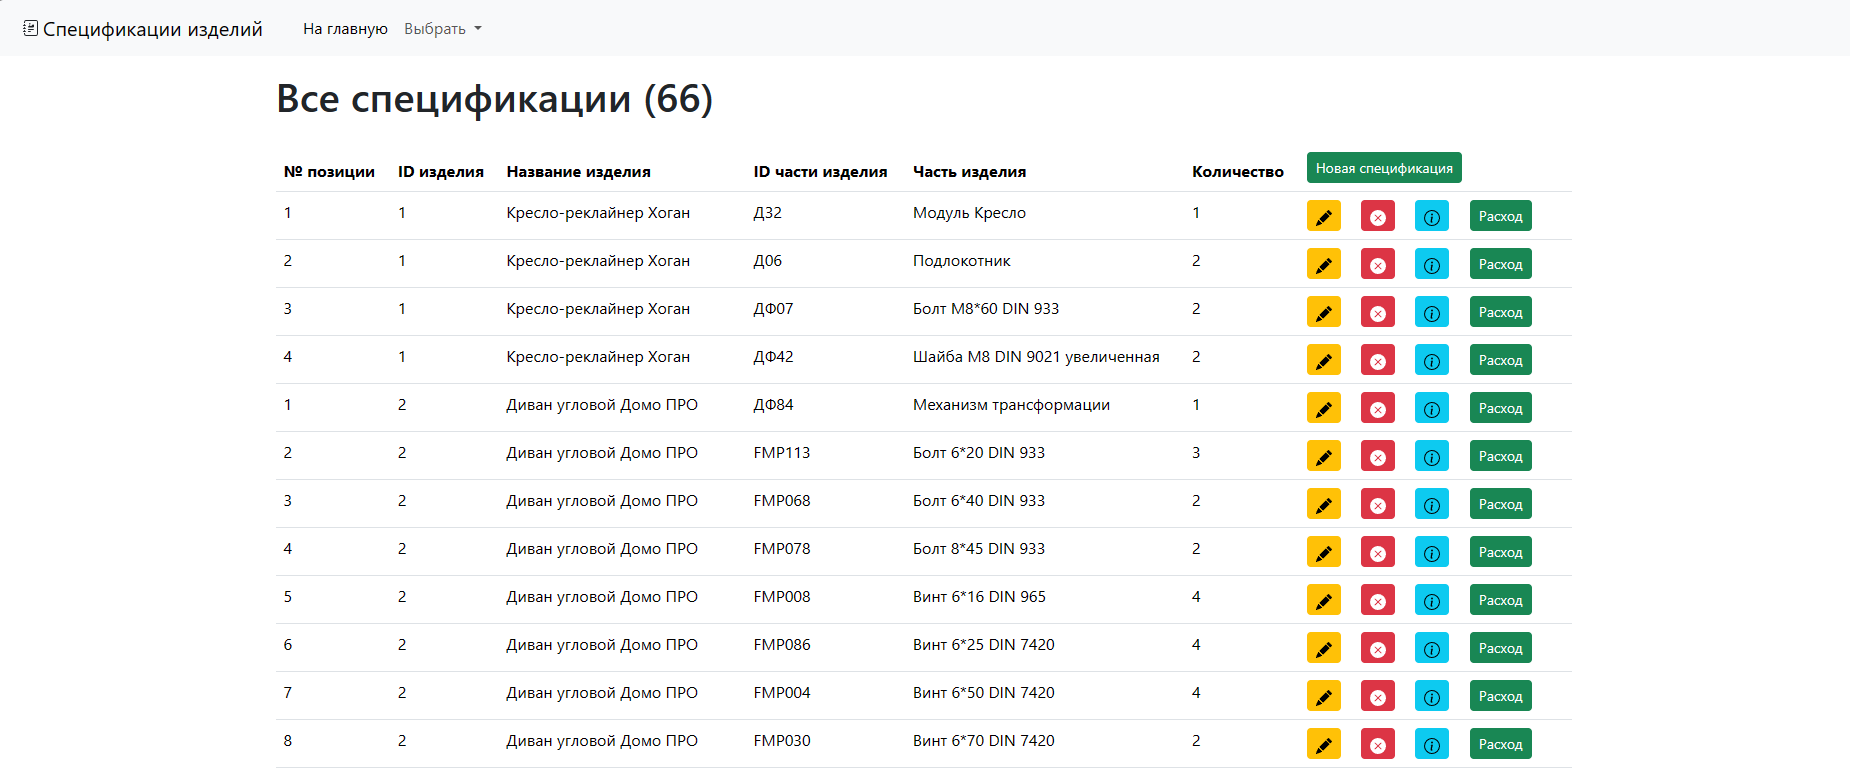 Спецификации изделий На главную Выбрать
Все спецификации (66)
№ позиции ID изделия Название изделия ID части изделия Часть изделия Количество Новая спецификация
1 1 Кресло-реклайнер Хоган Д32 Модуль Кресло 1 Расход
2 1 Кресло-реклайнер Хоган Д06 Подлокотник 2 Расход
3 1 Кресло-реклайнер Хоган ДФ07 Болт М8*60 DIN 933 2 Расход
4 1 Кресло-реклайнер Хоган ДФ42 Шайба М8 DIN 9021 увеличенная 2 Расход
1 2 Диван угловой Домо ПРО ДФ84 Механизм трансформации 1 Расход
2 2 Диван угловой Домо ПРО FMP113 Болт 6*20 DIN 933 3 Расход
3 2 Диван угловой Домо ПРО FMP068 Болт 6*40 DIN 933 2 Расход
4 2 Диван угловой Домо ПРО FMP078 Болт 8*45 DIN 933 2 Расход
5 2 Диван угловой Домо ПРО FMP008 Винт 6*16 DIN 965 4 Расход
6 2 Диван угловой Домо ПРО FMP086 Винт 6*25 DIN 7420 4 Расход
7 2 Диван угловой Домо ПРО FMP004 Винт 6*50 DIN 7420 4 Расход
8 2 Диван угловой Домо ПРО FMP030 Винт 6*70 DIN 7420 2 Расход